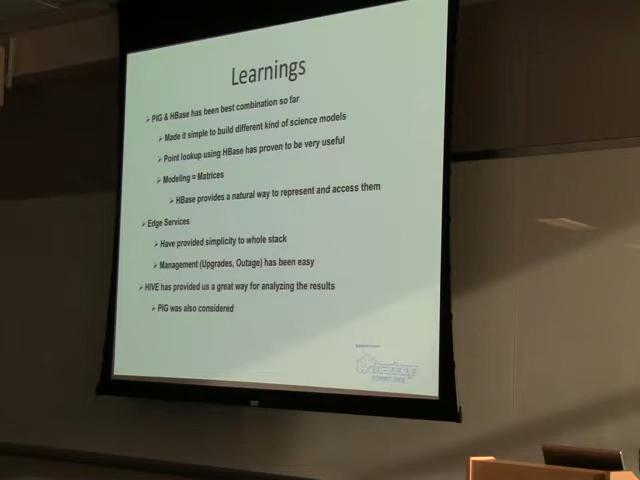 Learnings
➢ PIG & HBase has been best combination so far
➢ Made it simple to build different kind of science models
➢ Point lookup using HBase has proven to be very useful
➢ Modeling = Matrices
➢ HBase provides a natural way to represent and access them
➢ Edge Services
➢ Have provided simplicity to whole stack
➢ Management (Upgrades, Outage) has been easy
➢ HIVE has provided us a great way for analyzing the results
➢ PIG was also considered
hadoop